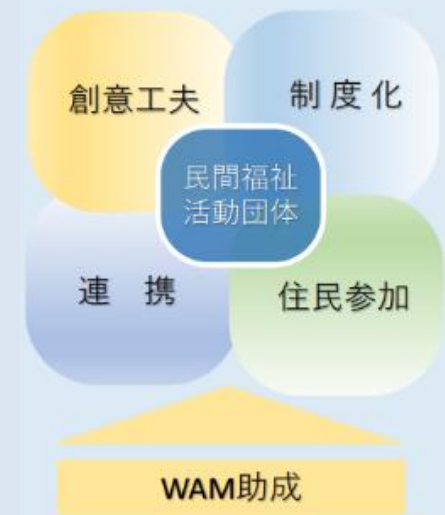 創意工夫
制度化
民間福祉
活動団体
連　携
住民参加
WAM助成